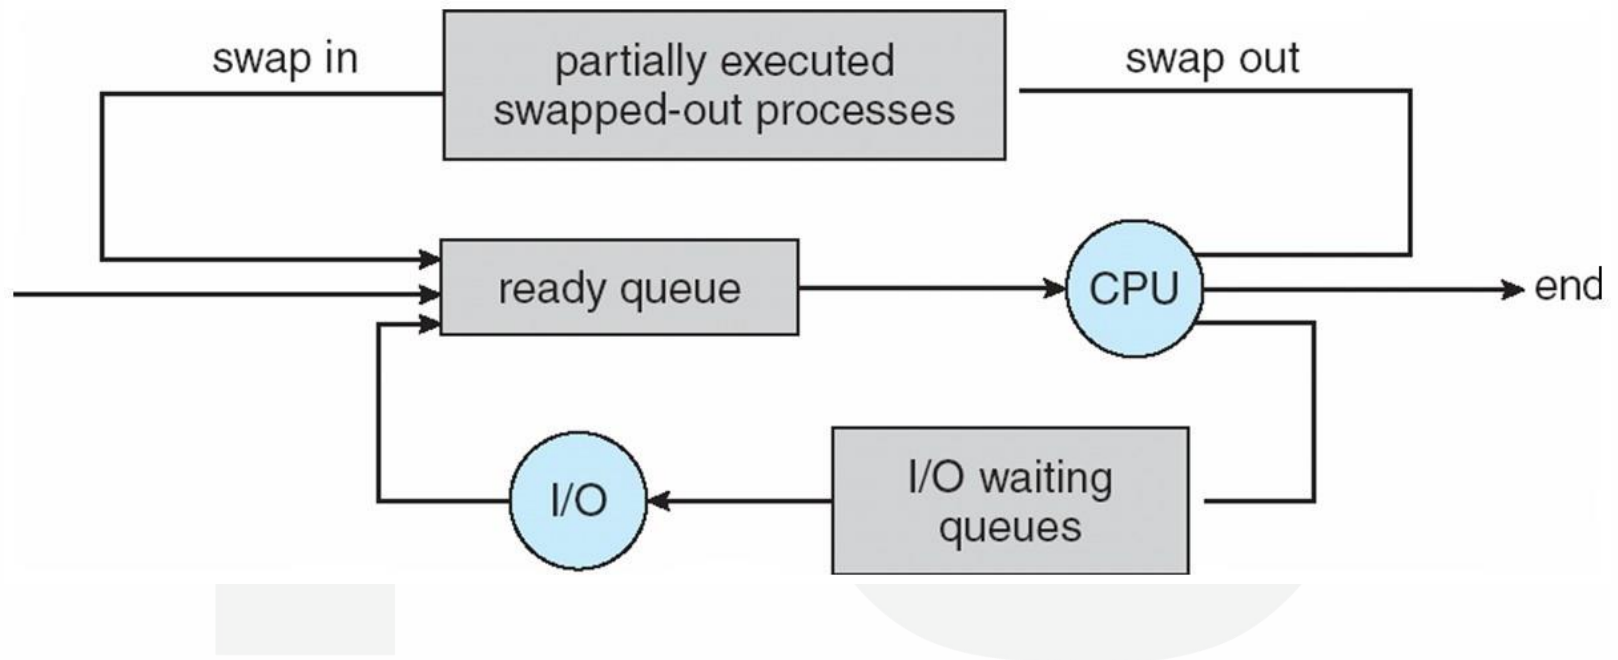 swap in
partially executed
swapped-out processes
swap out
ready queue
CPU
end
I/O
I/O waiting
queues